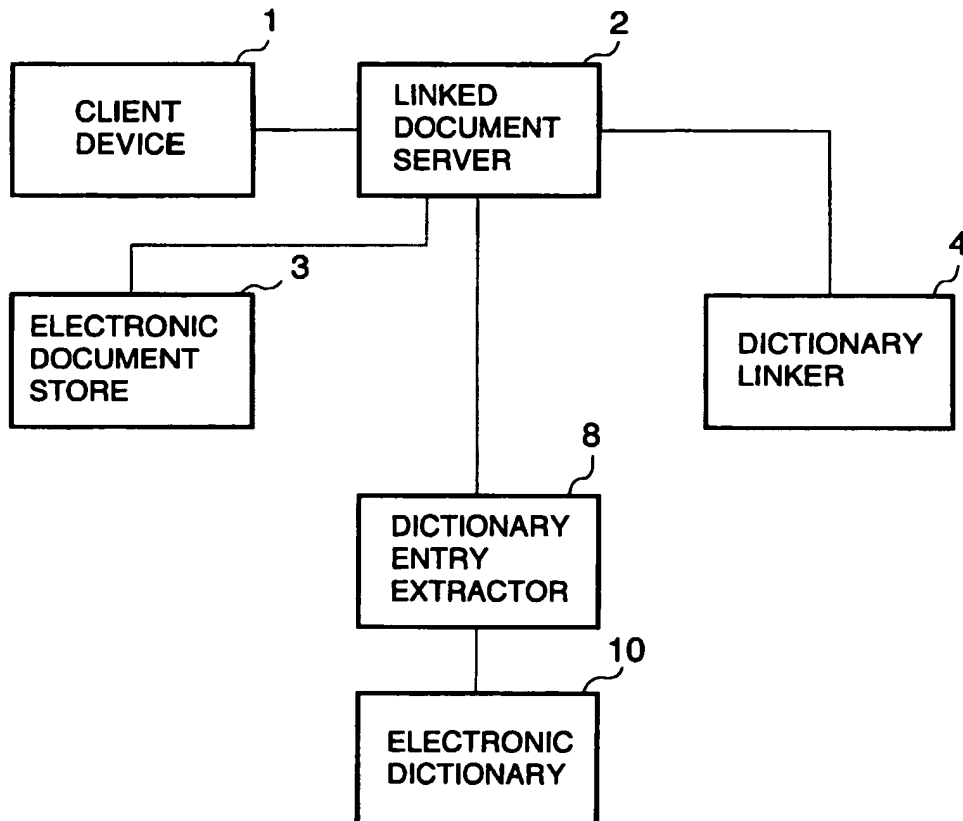 1
CLIENT
DEVICE
2
LINKED
DOCUMENT
SERVER
3
ELECTRONIC
DOCUMENT
STORE
4
DICTIONARY
LINKER
8
DICTIONARY
ENTRY
EXTRACTOR
10
ELECTRONIC
DICTIONARY